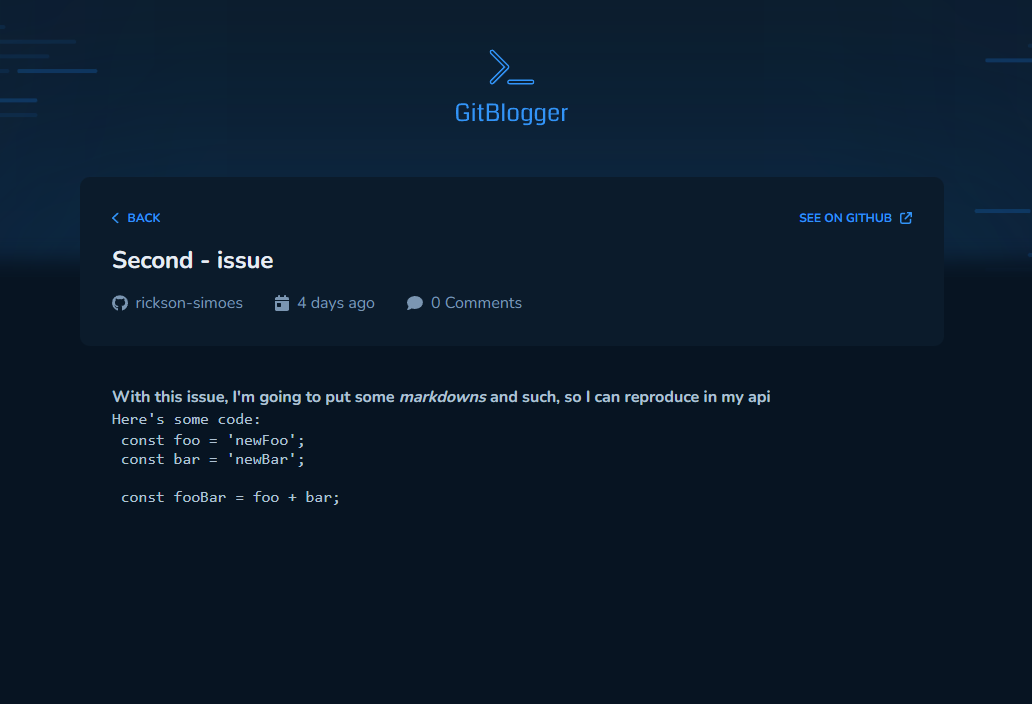 GitBlogger
BACK
SEE ON GITHUB
Second - issue
rickson-simoes 4 days ago 0 Comments
With this issue, I'm going to put some markdowns and such, so I can reproduce in my api
Here's some code:
const foo = 'newFoo';
const bar = 'newBar';
const fooBar = foo + bar;